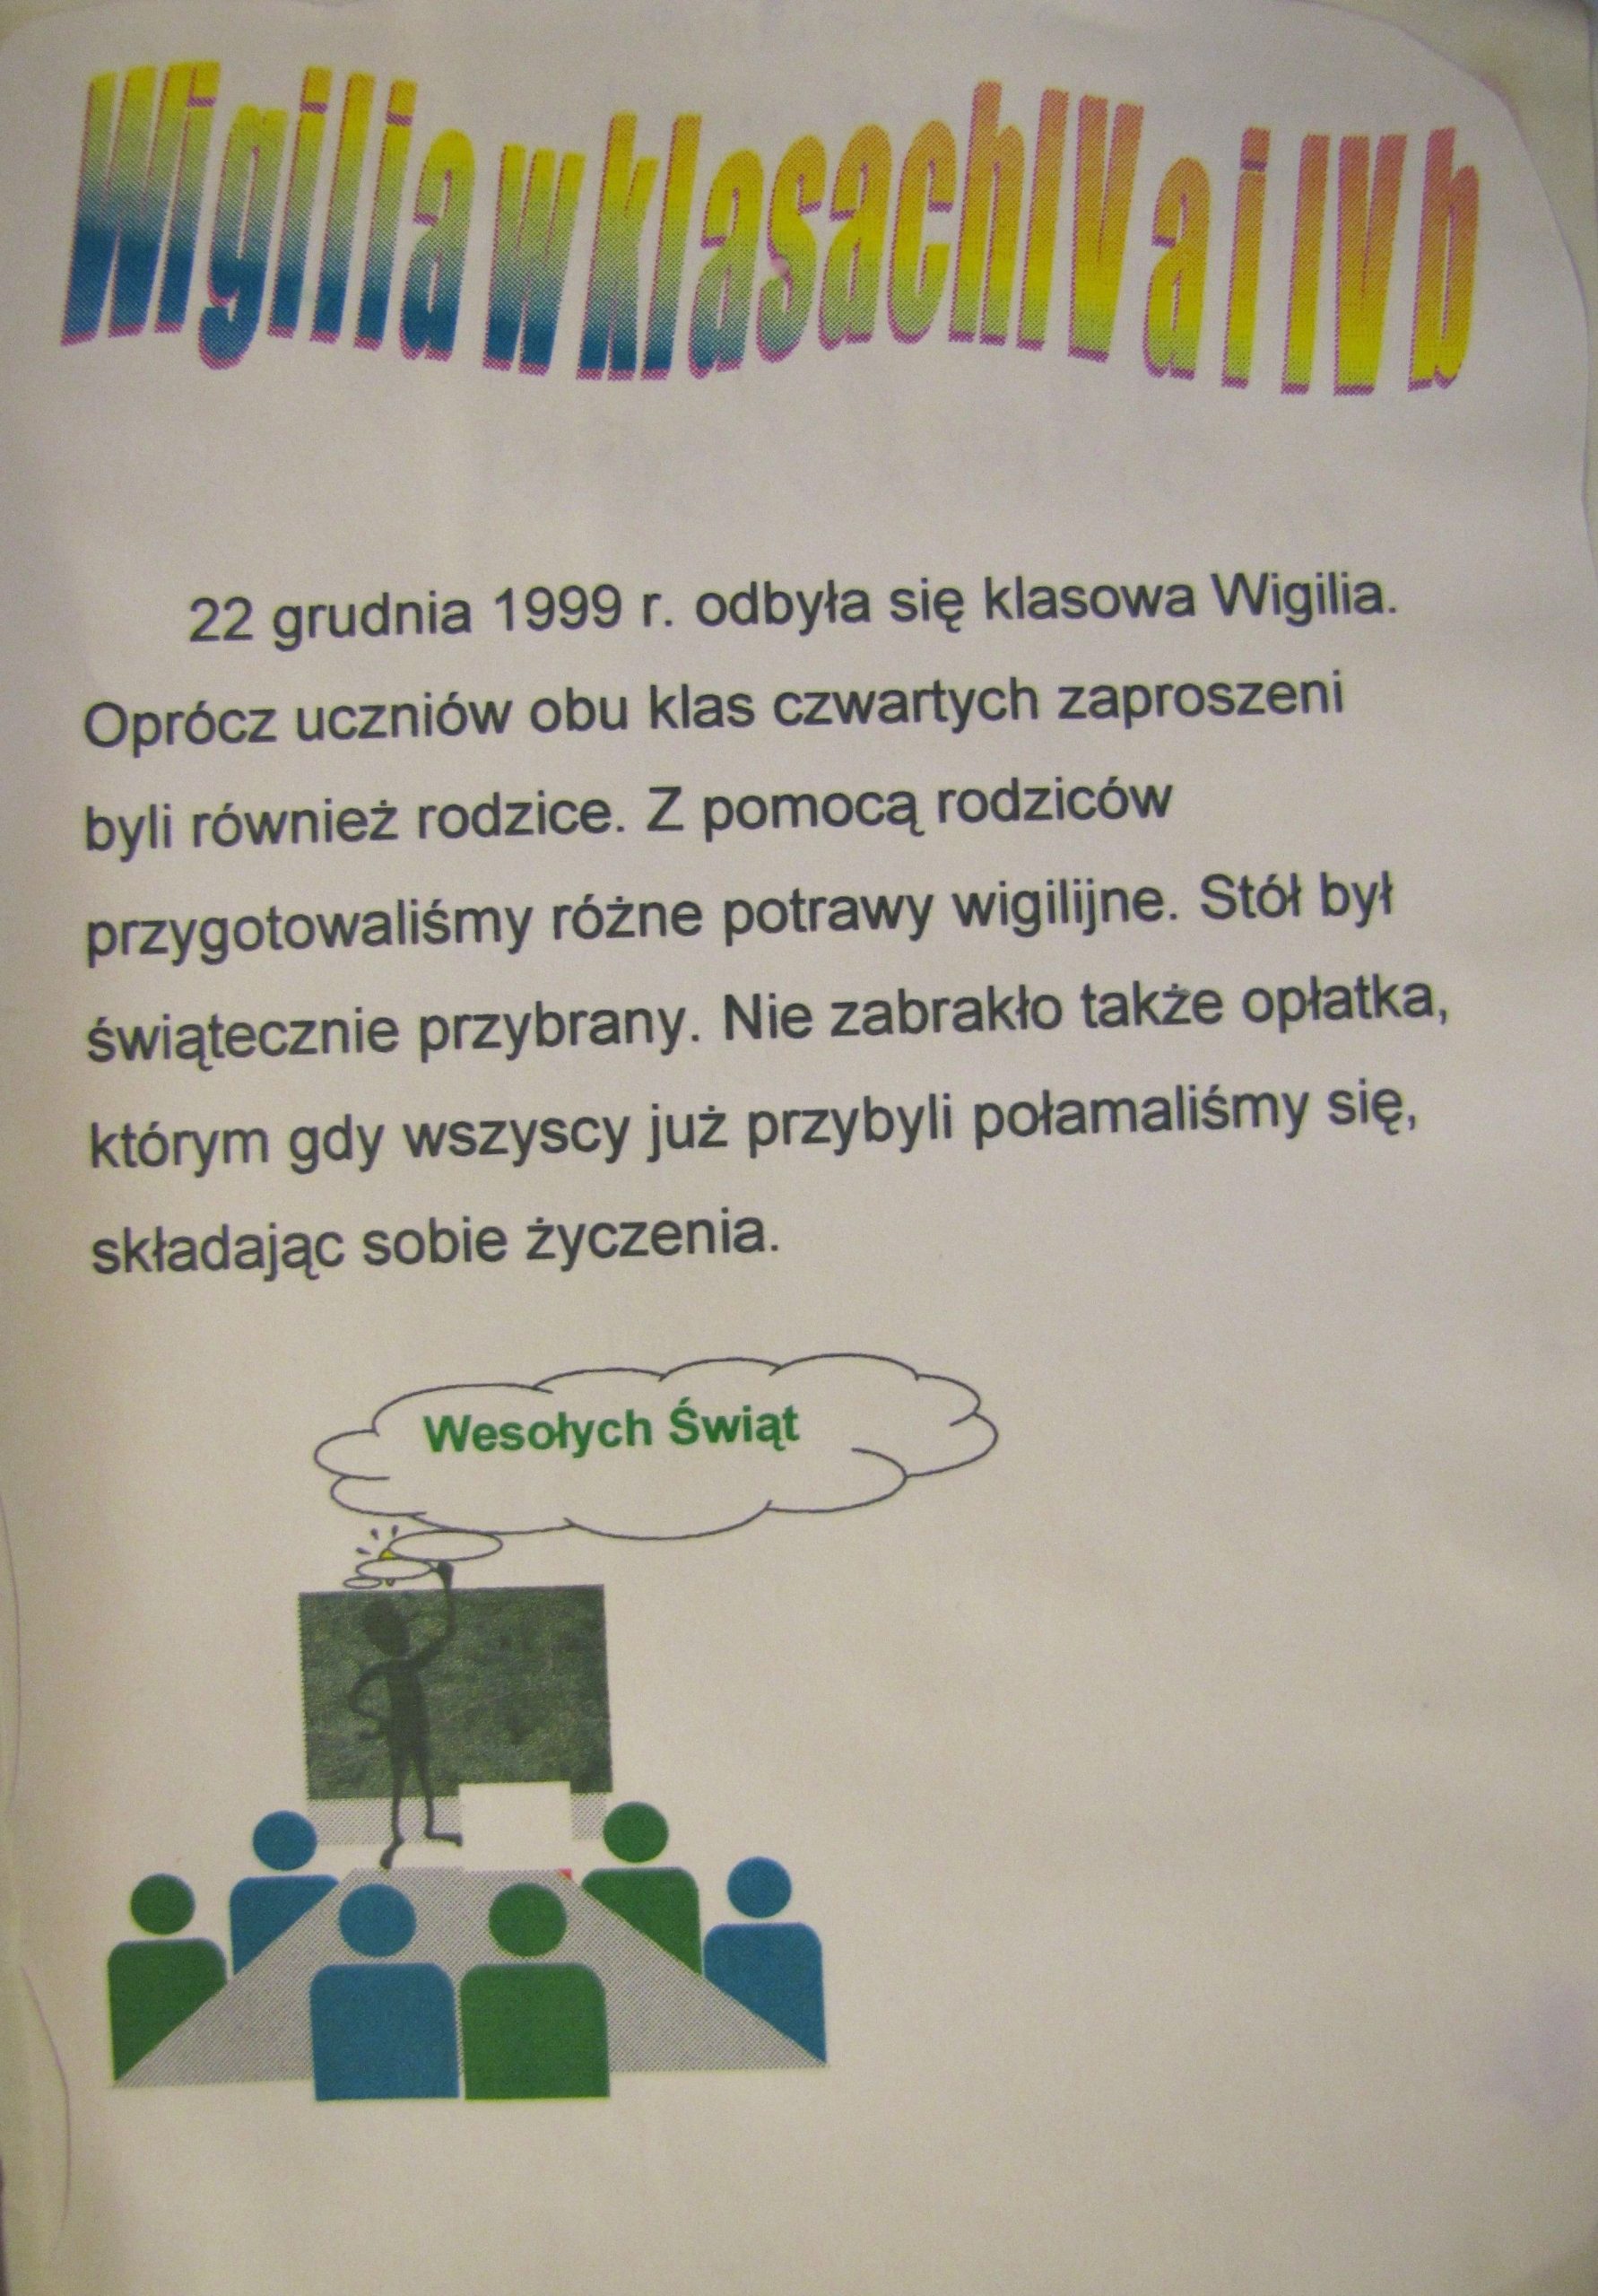 Wigilia w klasach IV a i IV b
22 grudnia 1999 r. odbyła się klasowa Wigilia.
Oprócz uczniów obu klas czwartych zaproszeni
byli również rodzice. Z pomocą rodziców
przygotowaliśmy różne potrawy wigilijne. Stół był
świątecznie przybrany. Nie zabrakło także opłatka,
którym gdy wszyscy już przybyli połamaliśmy się,
składając sobie życzenia.
Wesołych Świąt